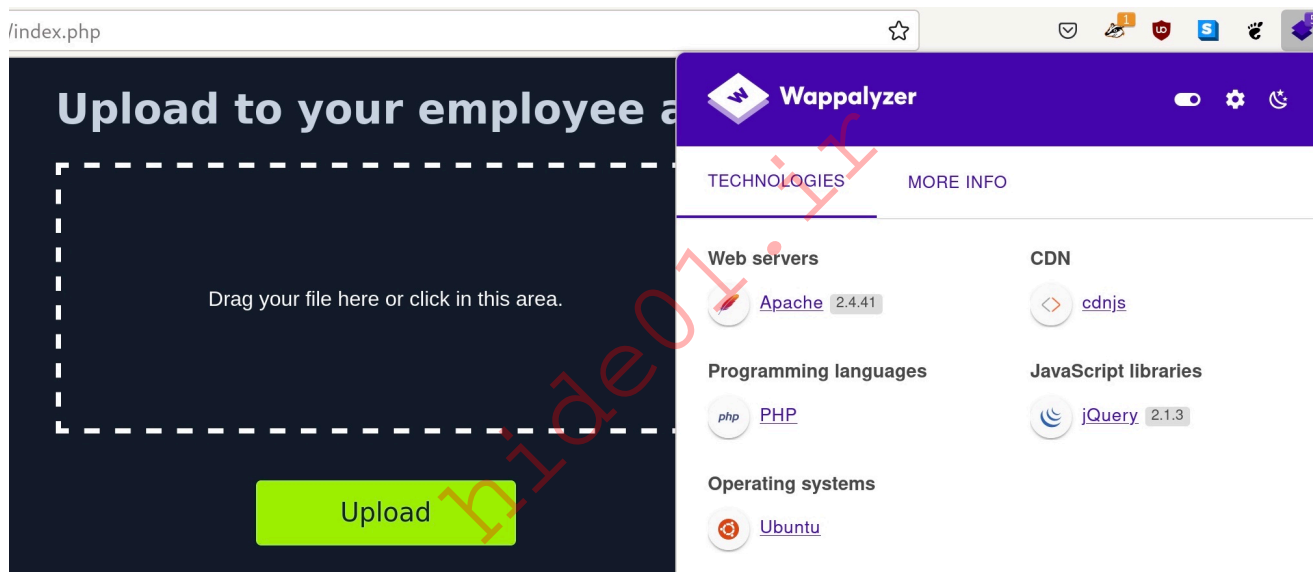 /index.php
1
Upload to your employee a
Drag your file here or click in this area.
Upload
Wappalyzer
TECHNOLOGIES
MORE INFO
Web servers
Apache 2.4.41
CDN
cdnjs
Programming languages
php PHP
JavaScript libraries
jQuery 2.1.3
Operating systems
Ubuntu
hide01.ir